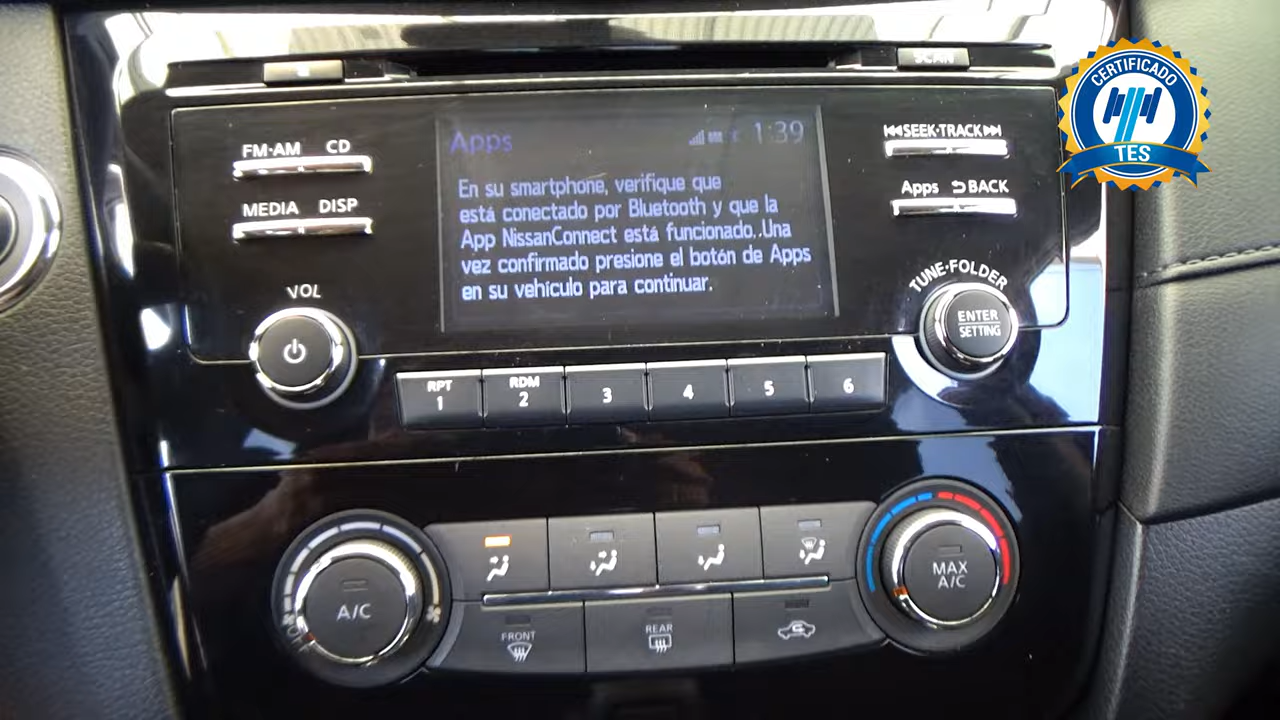 SCAN
CERTIFICADO
TES
FM·AM CD
MEDIA DISP
VOL
Apps 1:39
En su smartphone, verifique que
está conectado por Bluetooth y que la
App NissanConnect está funcionado..Una
vez confirmado presione el botón de Apps
en su vehículo para continuar.
SEEK·TRACK
Apps BACK
TUNE·FOLDER
ENTER
SETTING
RPT
1
RDM
2
3
4
5
6
A/C
MAX
A/C
FRONT
REAR